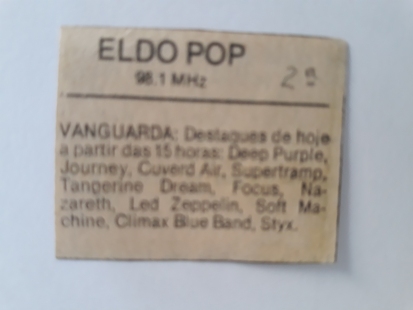 ELDO POP
98.1 MHz
2ª
VANGUARDA: Destaques de hoje
a partir das 15 horas: Deep Purple,
Journey, Cuverd Air, Supertramp,
Tangerine Dream, Focus, Na-
zareth, Led Zeppelin, Soft Ma-
chine, Climax Blue Band, Styx.